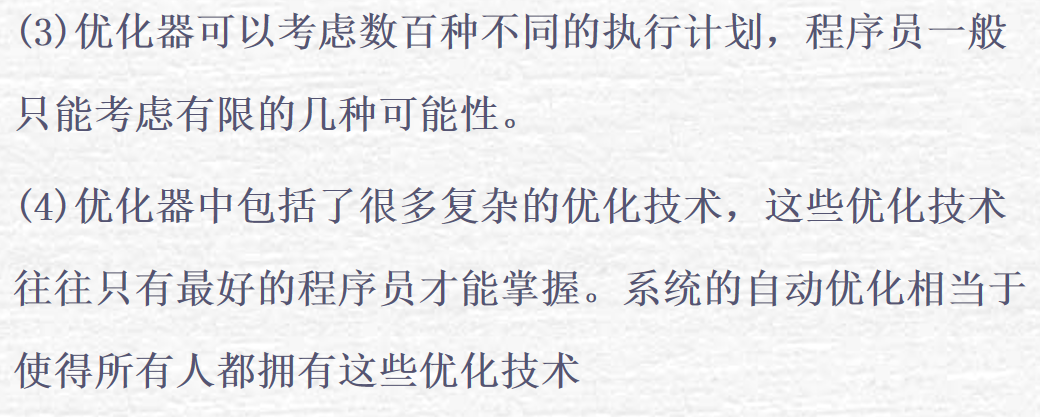 (3)优化器可以考虑数百种不同的执行计划，程序员一般
只能考虑有限的几种可能性。
(4)优化器中包括了很多复杂的优化技术，这些优化技术
往往只有最好的程序员才能掌握。系统的自动优化相当于
使得所有人都拥有这些优化技术